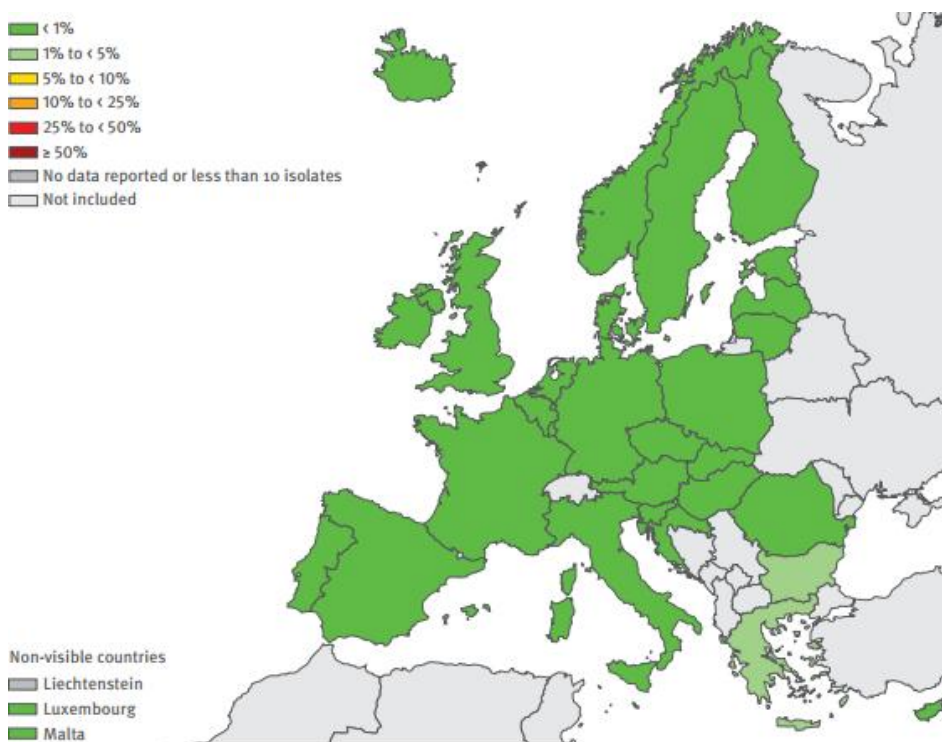 < 1%
1% to < 5%
5% to < 10%
10% to < 25%
25% to < 50%
≥ 50%
No data reported or less than 10 isolates
Not included
Non-visible countries
Liechtenstein
Luxembourg
Malta